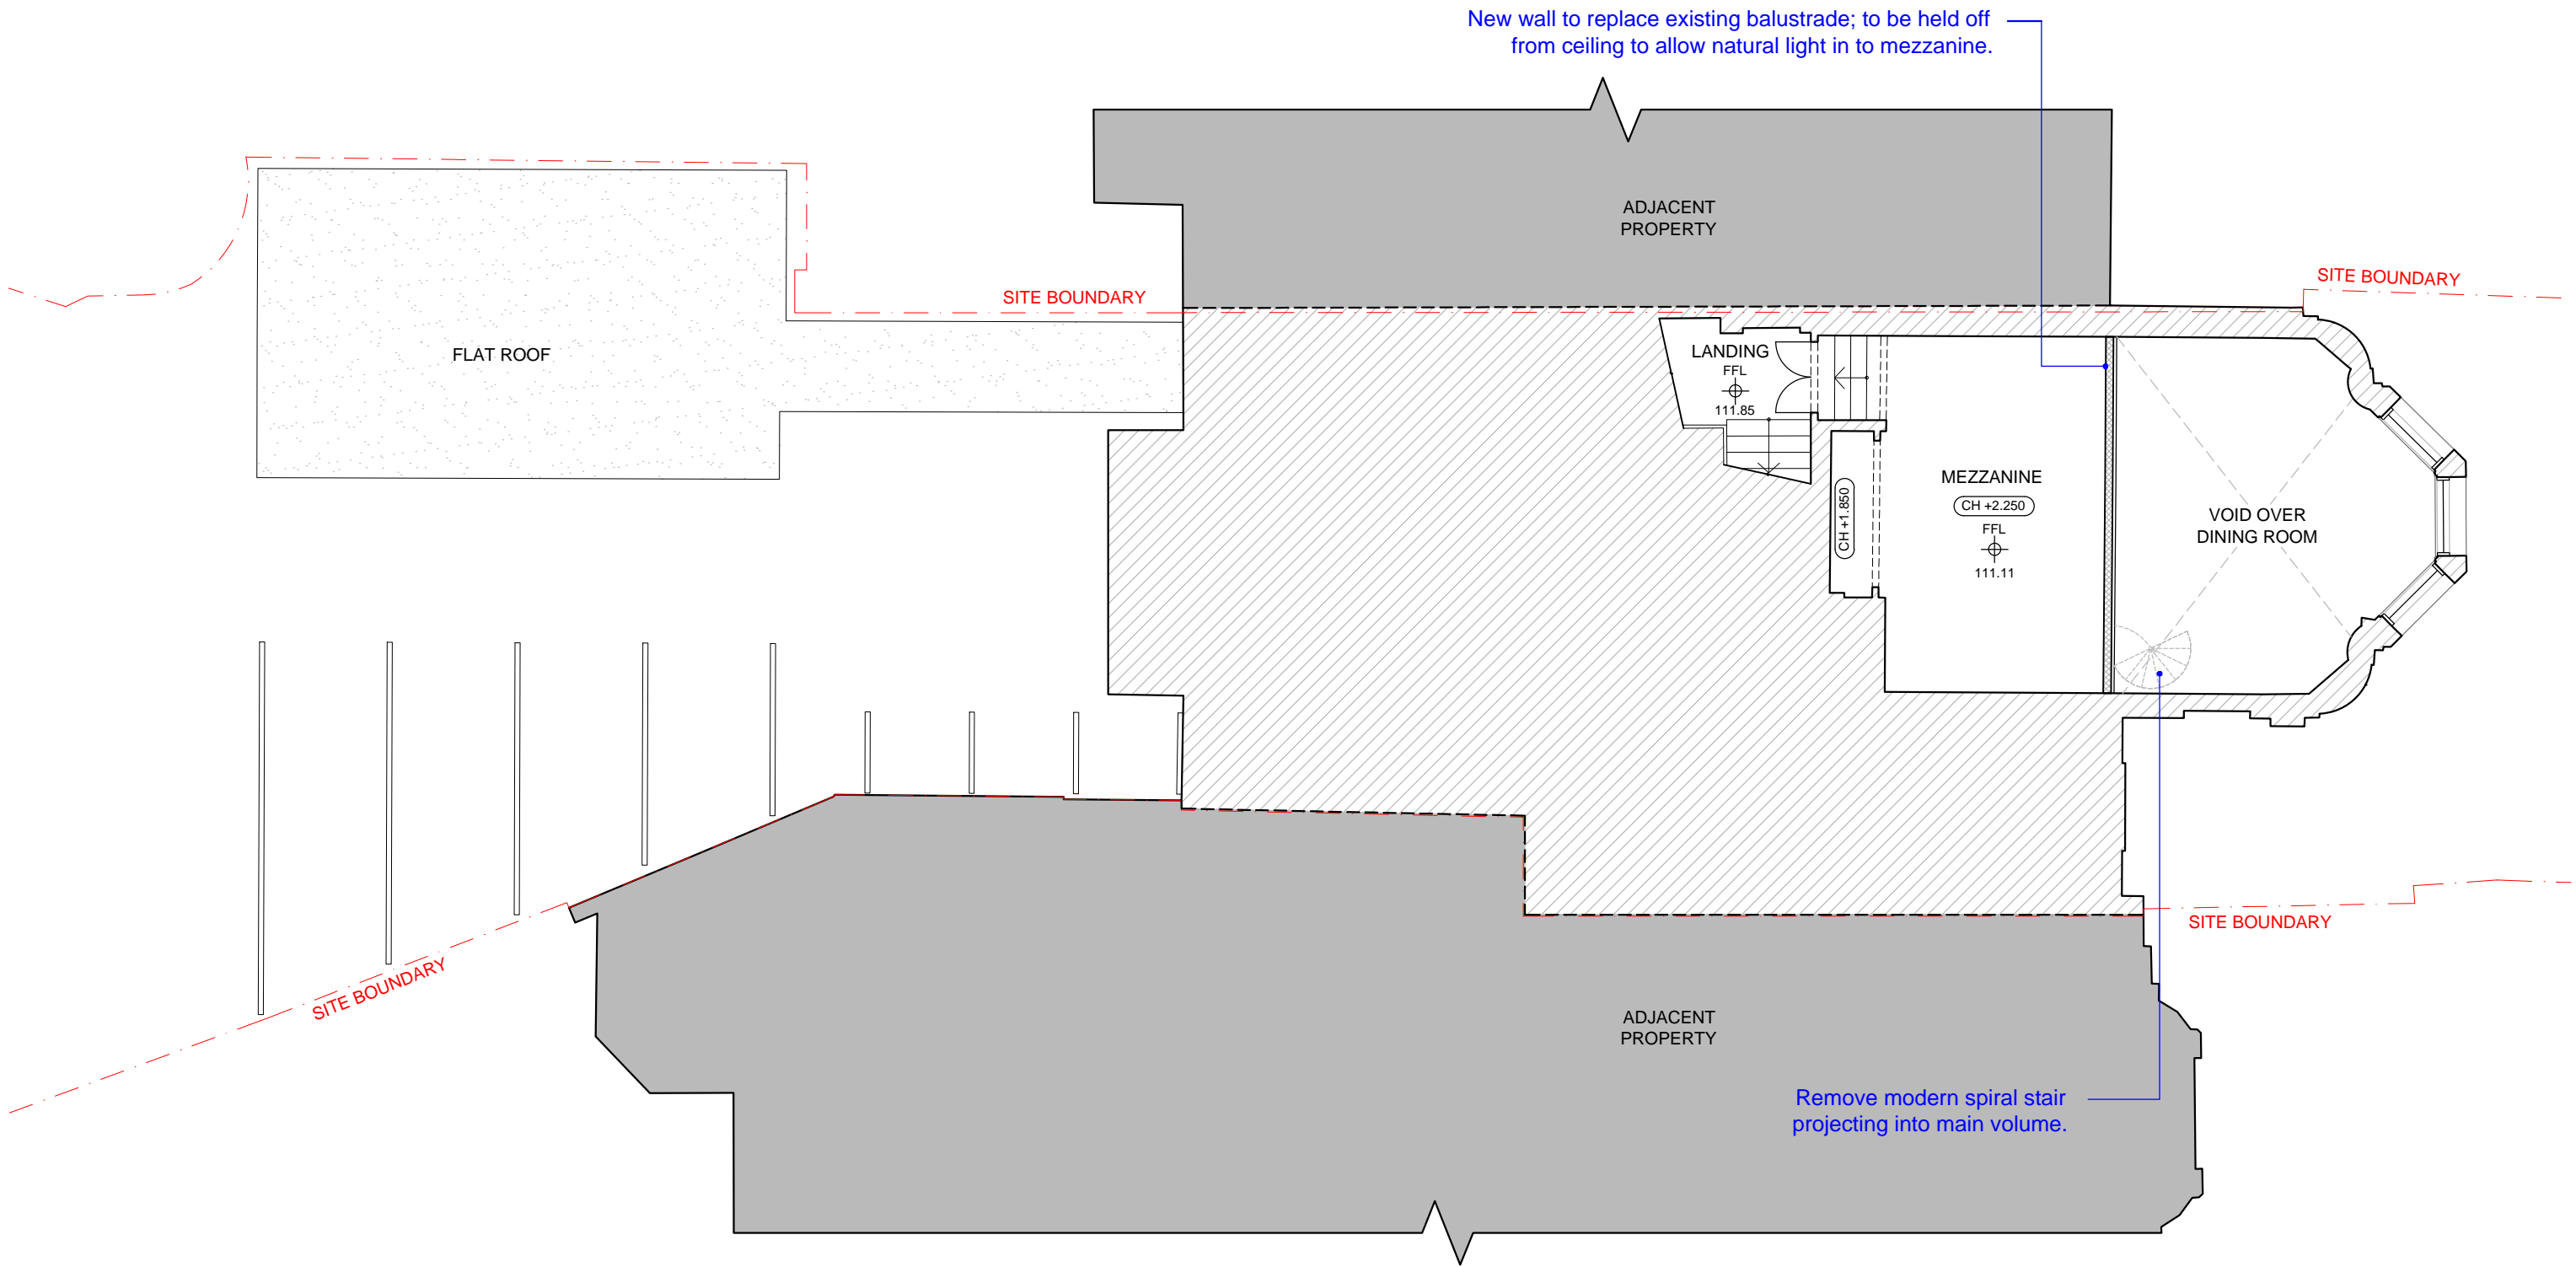 New wall to replace existing balustrade; to be held off
from ceiling to allow natural light in to mezzanine.
ADJACENT
PROPERTY
SITE BOUNDARY
SITE BOUNDARY
FLAT ROOF
LANDING
FFL
111.85
MEZZANINE
CH +2.250
FFL
111.11
CH +1.850
VOID OVER
DINING ROOM
SITE BOUNDARY
SITE BOUNDARY
ADJACENT
PROPERTY
Remove modern spiral stair
projecting into main volume.